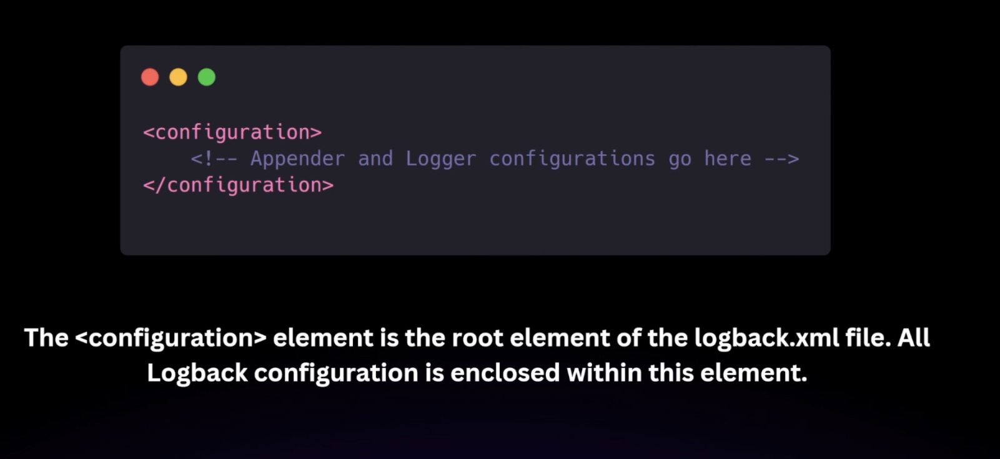 <configuration>
    <!-- Appender and Logger configurations go here -->
</configuration>
The <configuration> element is the root element of the logback.xml file. All
Logback configuration is enclosed within this element.